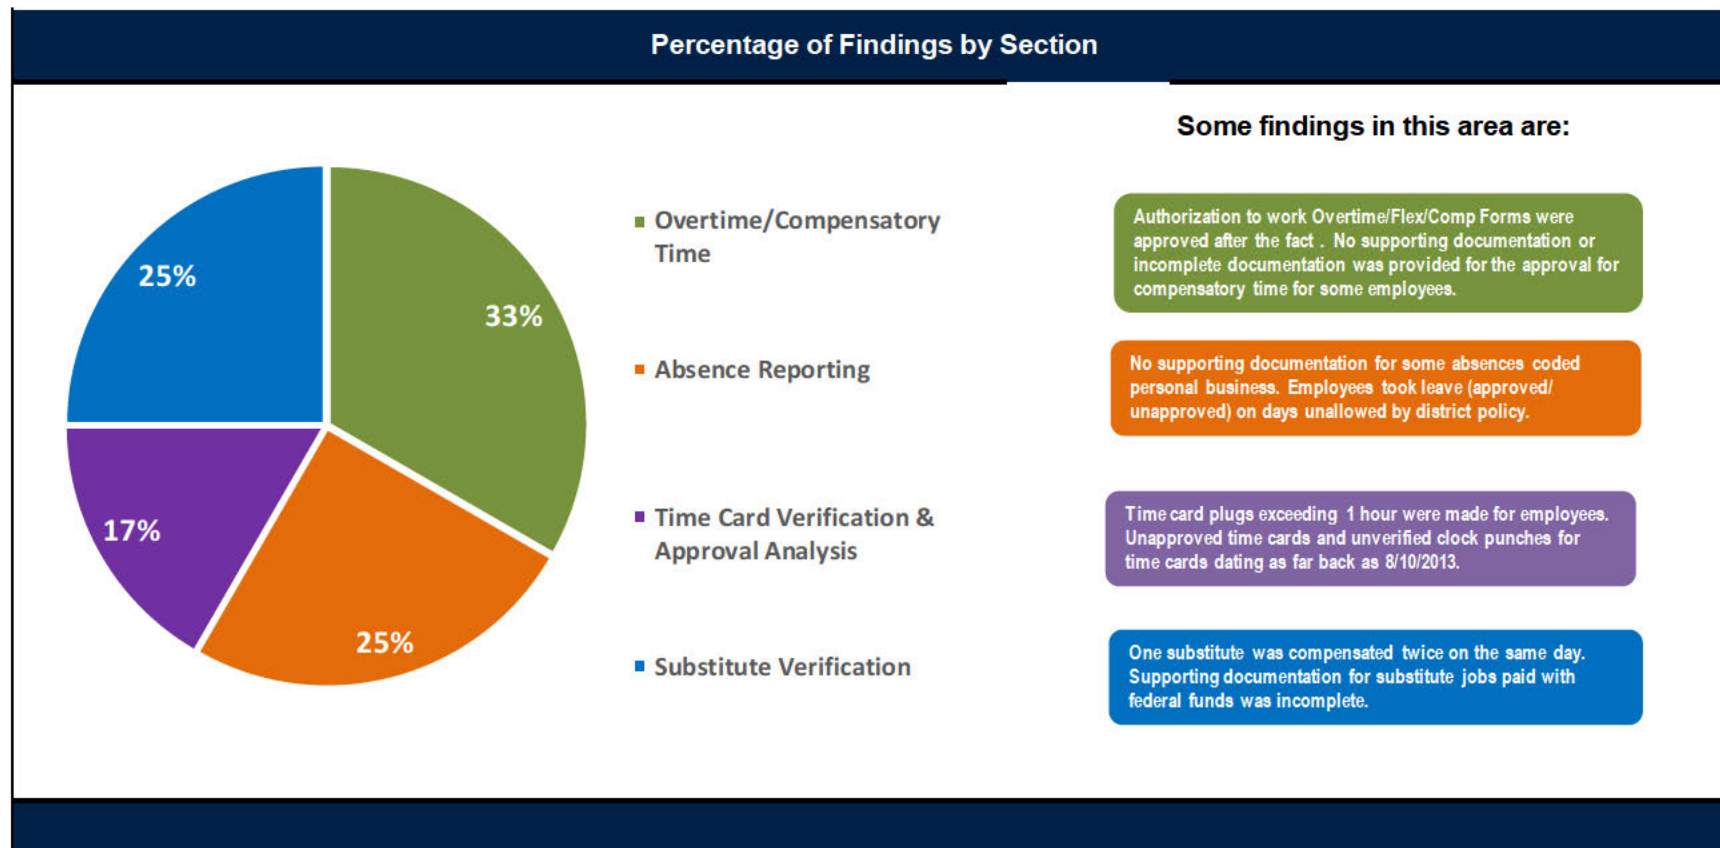 Percentage of Findings by Section
Some findings in this area are:
25%
33%
17%
25%
Overtime/Compensatory
Time
Absence Reporting
Time Card Verification &
Approval Analysis
Substitute Verification
Authorization to work Overtime/Flex/Comp Forms were
approved after the fact . No supporting documentation or
incomplete documentation was provided for the approval for
compensatory time for some employees.
No supporting documentation for some absences coded
personal business. Employees took leave (approved/
unapproved) on days unallowed by district policy.
Time card plugs exceeding 1 hour were made for employees.
Unapproved time cards and unverified clock punches for
time cards dating as far back as 8/10/2013.
One substitute was compensated twice on the same day.
Supporting documentation for substitute jobs paid with
federal funds was incomplete.